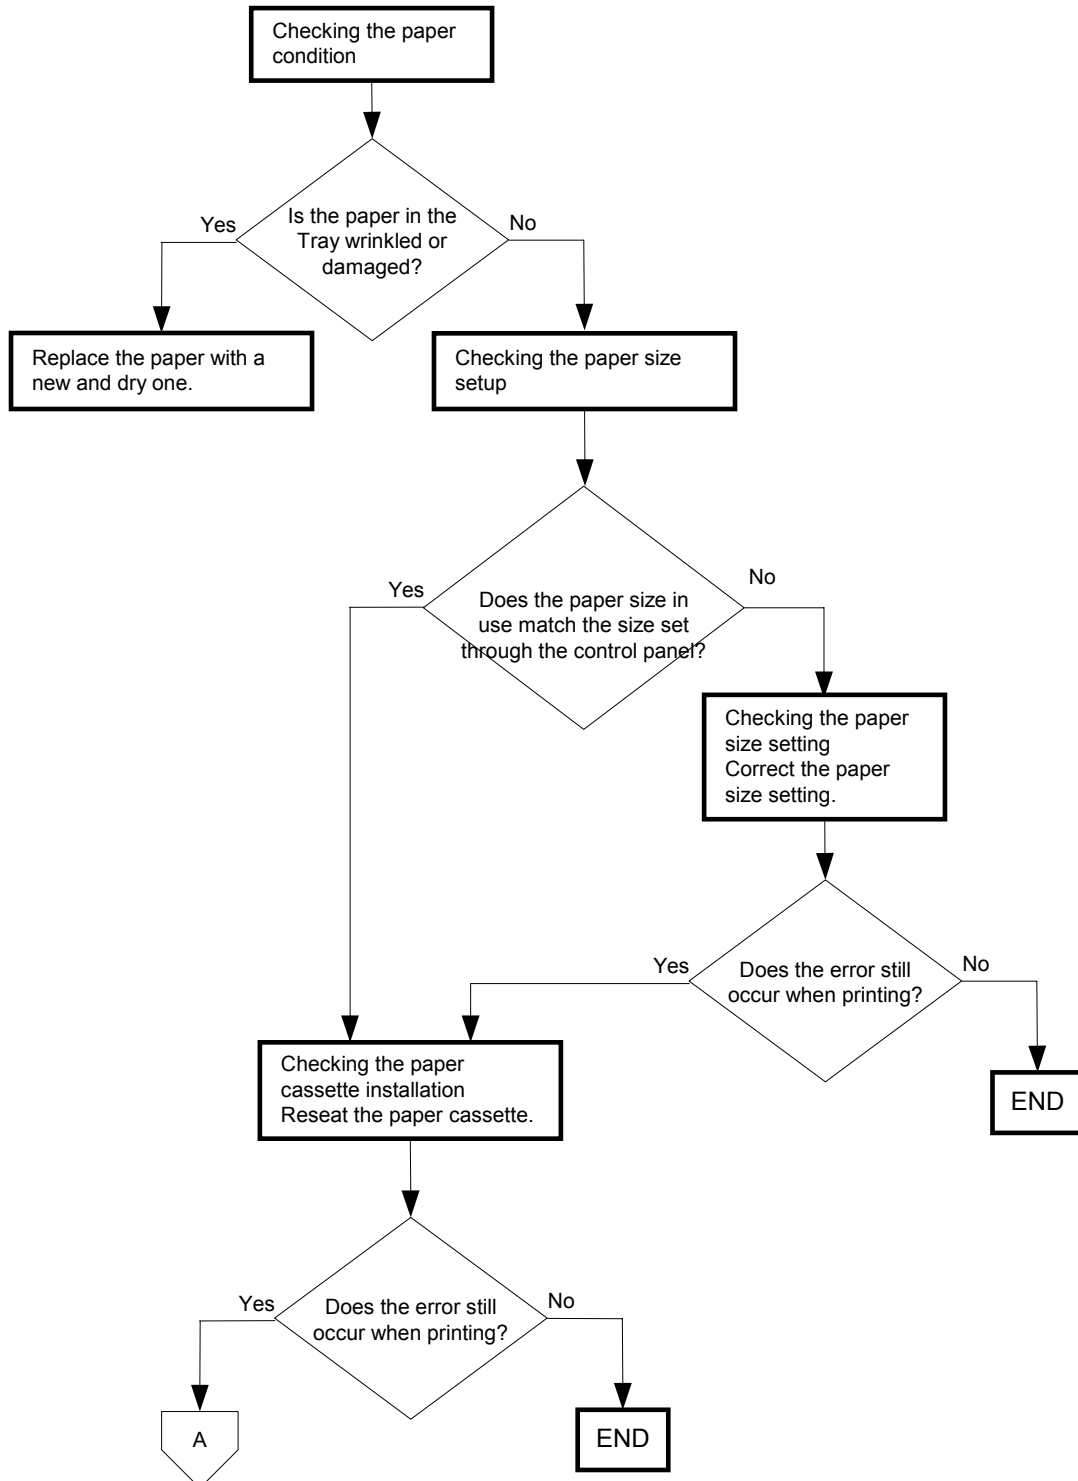 Checking the paper
condition
Is the paper in the
Tray wrinkled or
damaged?
Yes
No
Replace the paper with a
new and dry one.
Checking the paper size
setup
Does the paper size in
use match the size set
through the control panel?
Yes
No
Checking the paper
size setting
Correct the paper
size setting.
Does the error still
occur when printing?
Yes
No
Checking the paper
cassette installation
Reseat the paper cassette.
END
Does the error still
occur when printing?
Yes
No
A
END